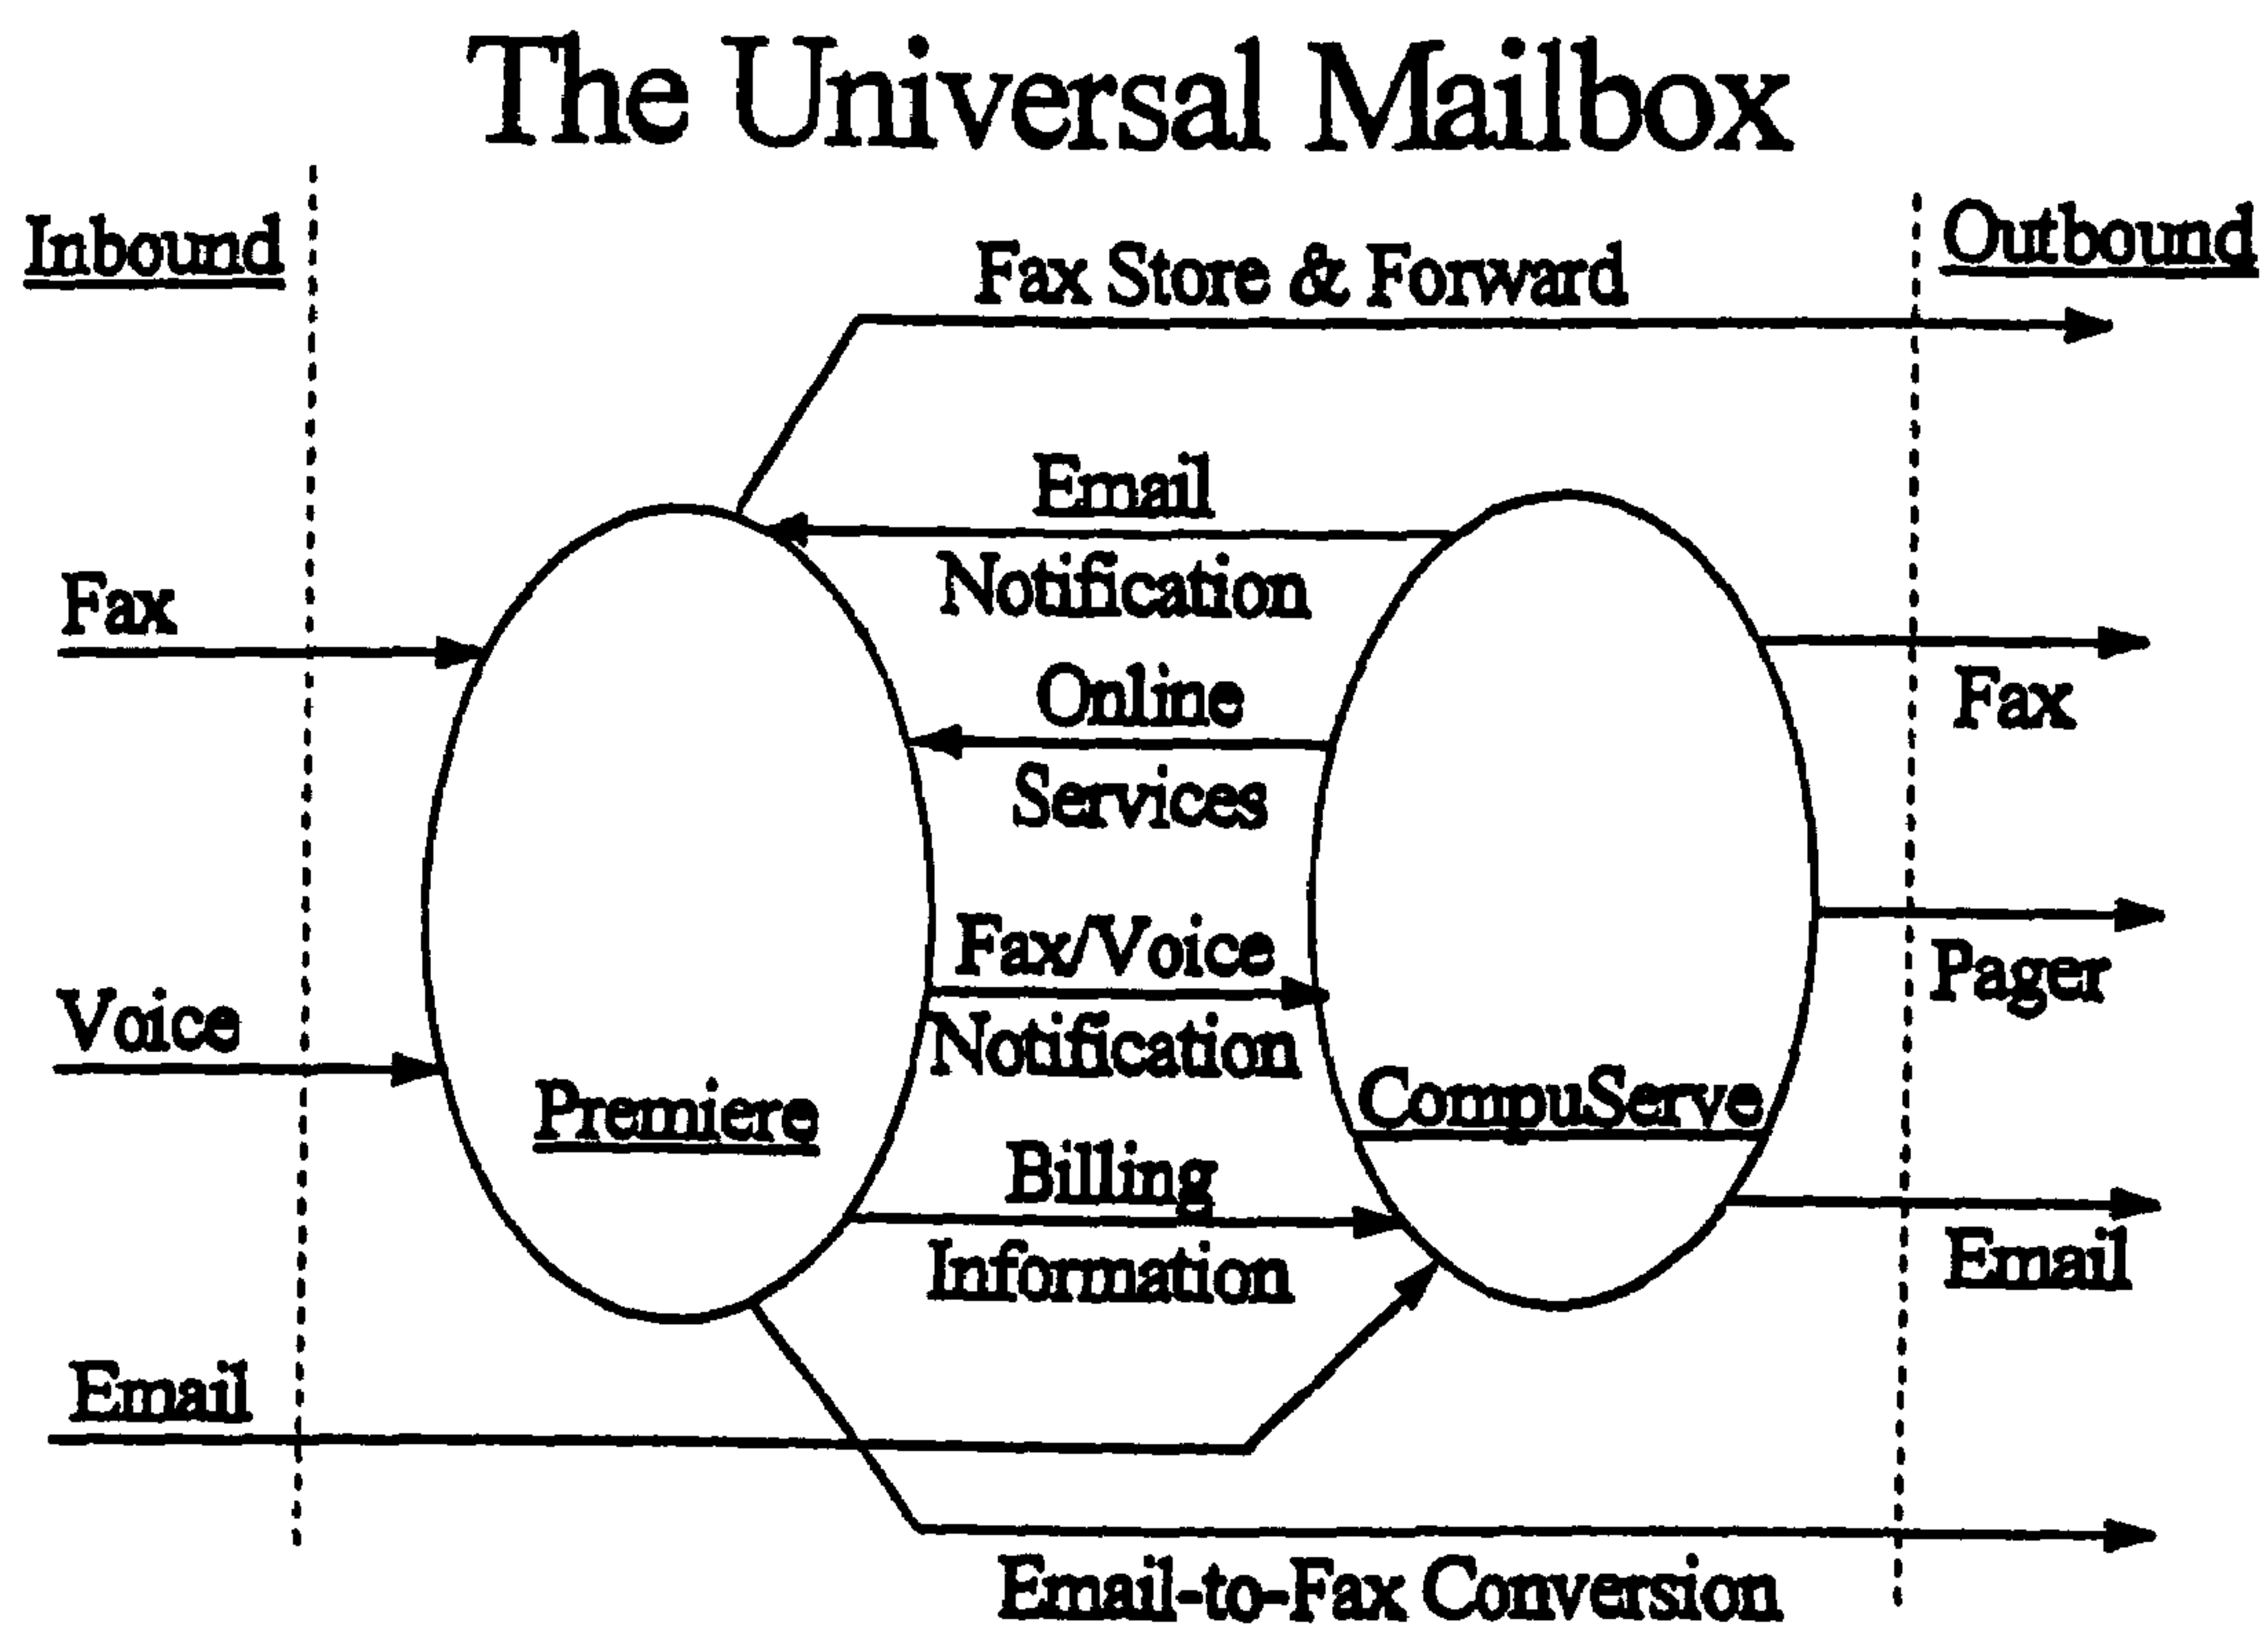 The Universal Mailbox
Inbound
Outbound
Fax Store & Forward
Email
Notification
Fax
Fax
Online
Services
Fax/Voice
Notification
Pager
Voice
Premiere
CompuServe
Billing
Information
Email
Email
Email-to-Fax Conversion